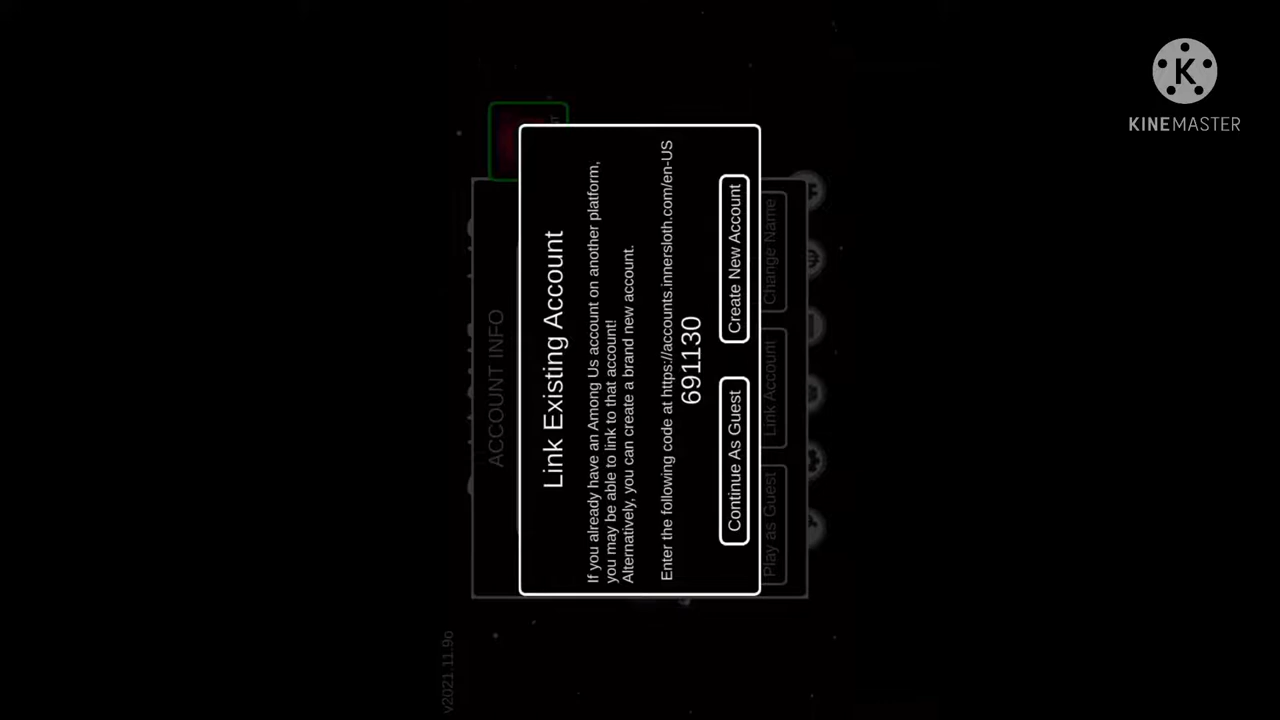 K
KINEMASTER
ACCOUNT INFO
Link Existing Account
If you already have an Among Us account on another platform,
you may be able to link to that account!
Alternatively, you can create a brand new account.
Enter the following code at https://accounts.innersloth.com/en-US
691130
Continue As Guest
Create New Account
Play as Guest
Link Account
Change Name
v2021.11.9o